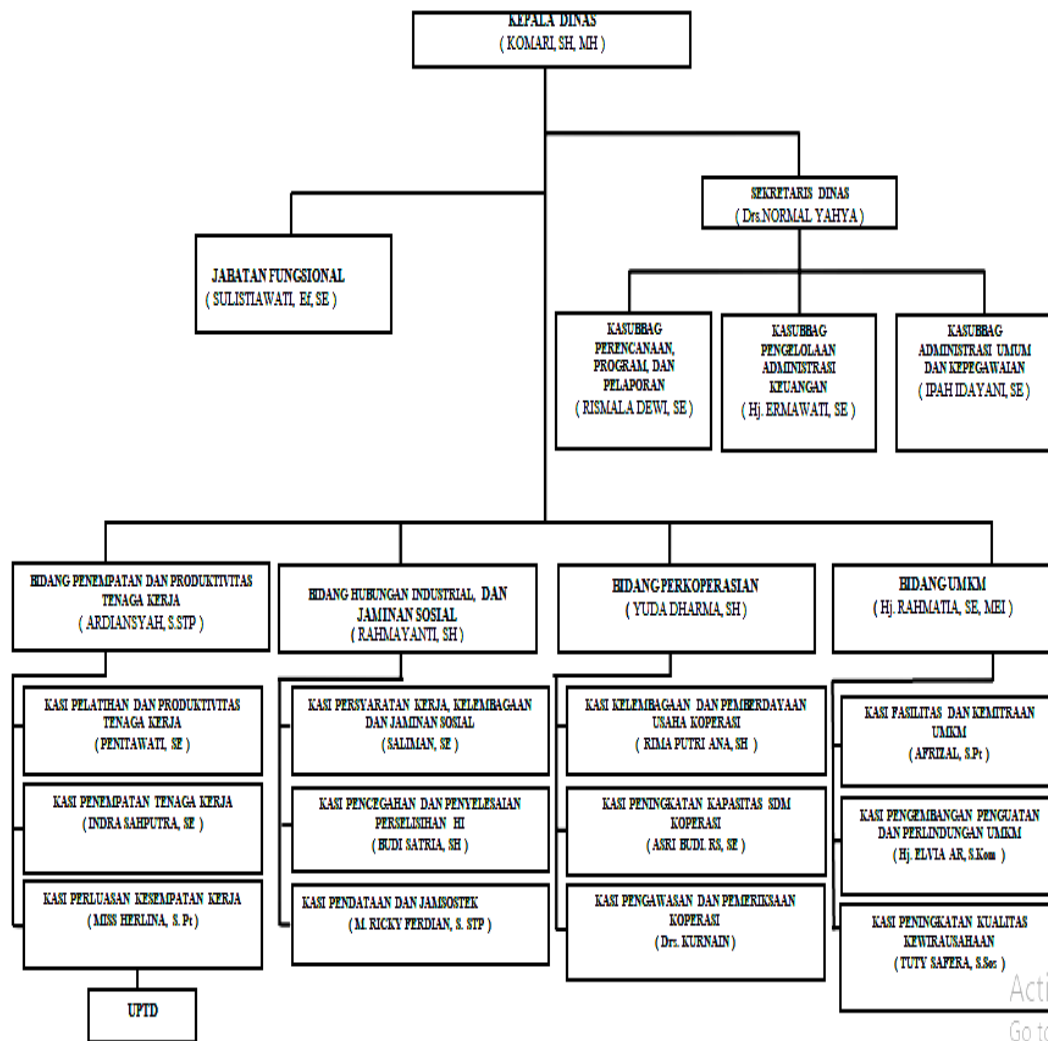 KEPALA DINAS
( KOMARI, SH, MH )
SEKRETARIS DINAS
( Drs.NORMAL YAHYA )
JABATAN FUNGSIONAL
( SULISTIAWATI, Ef, SE )
KASUBBAG
PERENCANAAN,
PROGRAM, DAN
PELAPORAN
( RISMALA DEWI, SE )
KASUBBAG
PENGELOLAAN
ADMINISTRASI
KEUANGAN
( Hj. ERMAWATI, SE )
KASUBBAG
ADMINISTRASI UMUM
DAN KEPEGAWAIAN
( IPAH IDAYANI, SE )
BIDANG PENEMPATAN DAN PRODUKTIVITAS
TENAGA KERJA
( ARDIANSYAH, S.STP )
BIDANG HUBUNGAN INDUSTRIAL, DAN
JAMINAN SOSIAL
( RAHMAYANTI, SH )
BIDANG PERKOPERASIAN
( YUDA DHARMA, SH )
BIDANG UMKM
( Hj. RAHMATIA, SE, MEI )
KASI PELATIHAN DAN PRODUKTIVITAS
TENAGA KERJA
( PENITAWATI, SE )
KASI PENEMPATAN TENAGA KERJA
( INDRA SAHPUTRA, SE )
KASI PERLUASAN KESEMPATAN KERJA
( MISS HERLINA, S. Pt )
UPTD
KASI PERSYARATAN KERJA, KELEMBAGAAN
DAN JAMINAN SOSIAL
( SALIMAN, SE )
KASI PENCEGAHAN DAN PENYELESAIAN
PERSELISIHAN HI
( BUDI SATRIA, SH )
KASI PENDATAAN DAN JAMSOSTEK
( M. RICKY FERDIAN, S. STP )
KASI KELEMBAGAAN DAN PEMBERDAYAAN
USAHA KOPERASI
( RIMA PUTRI ANA, SH )
KASI PENINGKATAN KAPASITAS SDM
KOPERASI
( ASRI BUDI. RS, SE )
KASI PENGAWASAN DAN PEMERIKSAAN
KOPERASI
( Drs. KURNAIN )
KASI FASILITAS DAN KEMITRAAN
UMKM
( AFRIZAL, S.Pt )
KASI PENGEMBANGAN PENGUATAN
DAN PERLINDUNGAN UMKM
( Hj. ELVIA AR, S.Kom )
KASI PENINGKATAN KUALITAS
KEWIRAUSAHAAN
( TUTY SAFERA, S.Sos )
Acti
Go to